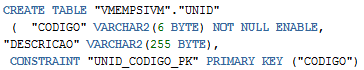 CREATE TABLE "VMEMPSIVM"."UNID"
( "CODIGO" VARCHAR2(6 BYTE) NOT NULL ENABLE,
"DESCRICAO" VARCHAR2(255 BYTE),
CONSTRAINT "UNID_CODIGO_PK" PRIMARY KEY ("CODIGO")